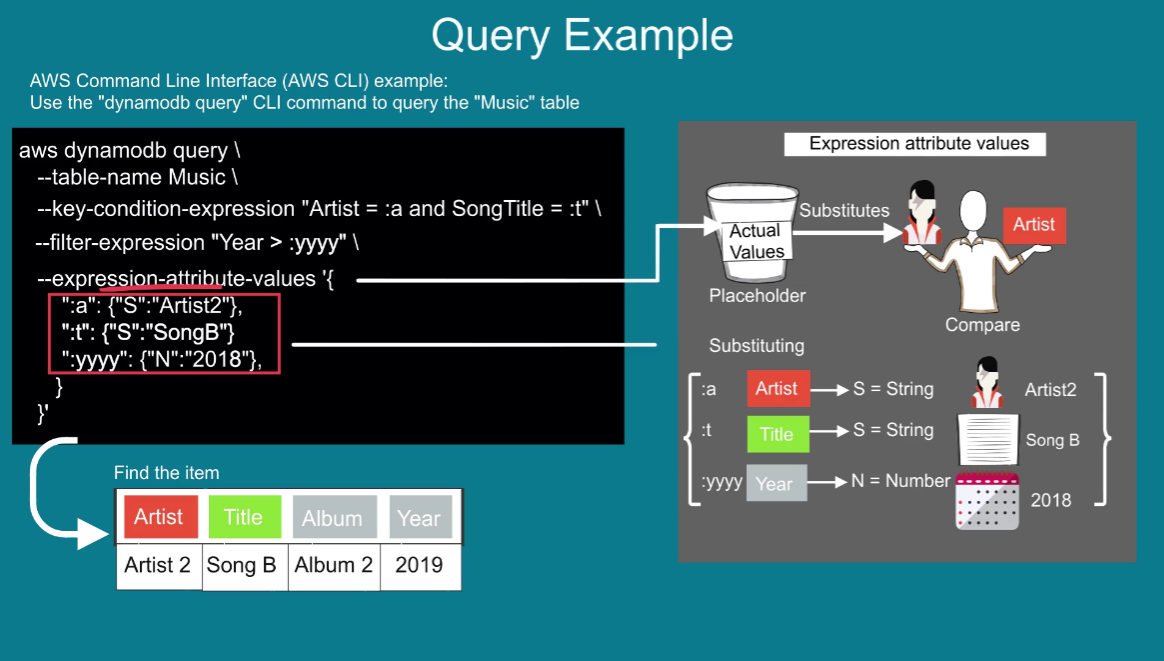 Query Example
AWS Command Line Interface (AWS CLI) example:
Use the "dynamodb query" CLI command to query the "Music" table
aws dynamodb query \
--table-name Music \
--key-condition-expression "Artist = :a and SongTitle = :t" \
--filter-expression "Year > :yyyy" \
--expression-attribute-values '{
":a": {"S":"Artist2"},
":t": {"S":"SongB"}
":yyyy": {"N":"2018"},
}
}'
Find the item
Artist Title Album Year
Artist 2 Song B Album 2 2019
Expression attribute values
Actual
Values
Substitutes
Artist
Placeholder
Compare
Substituting
:a Artist S = String Artist2
:t Title S = String Song B
:yyyy Year N = Number 2018